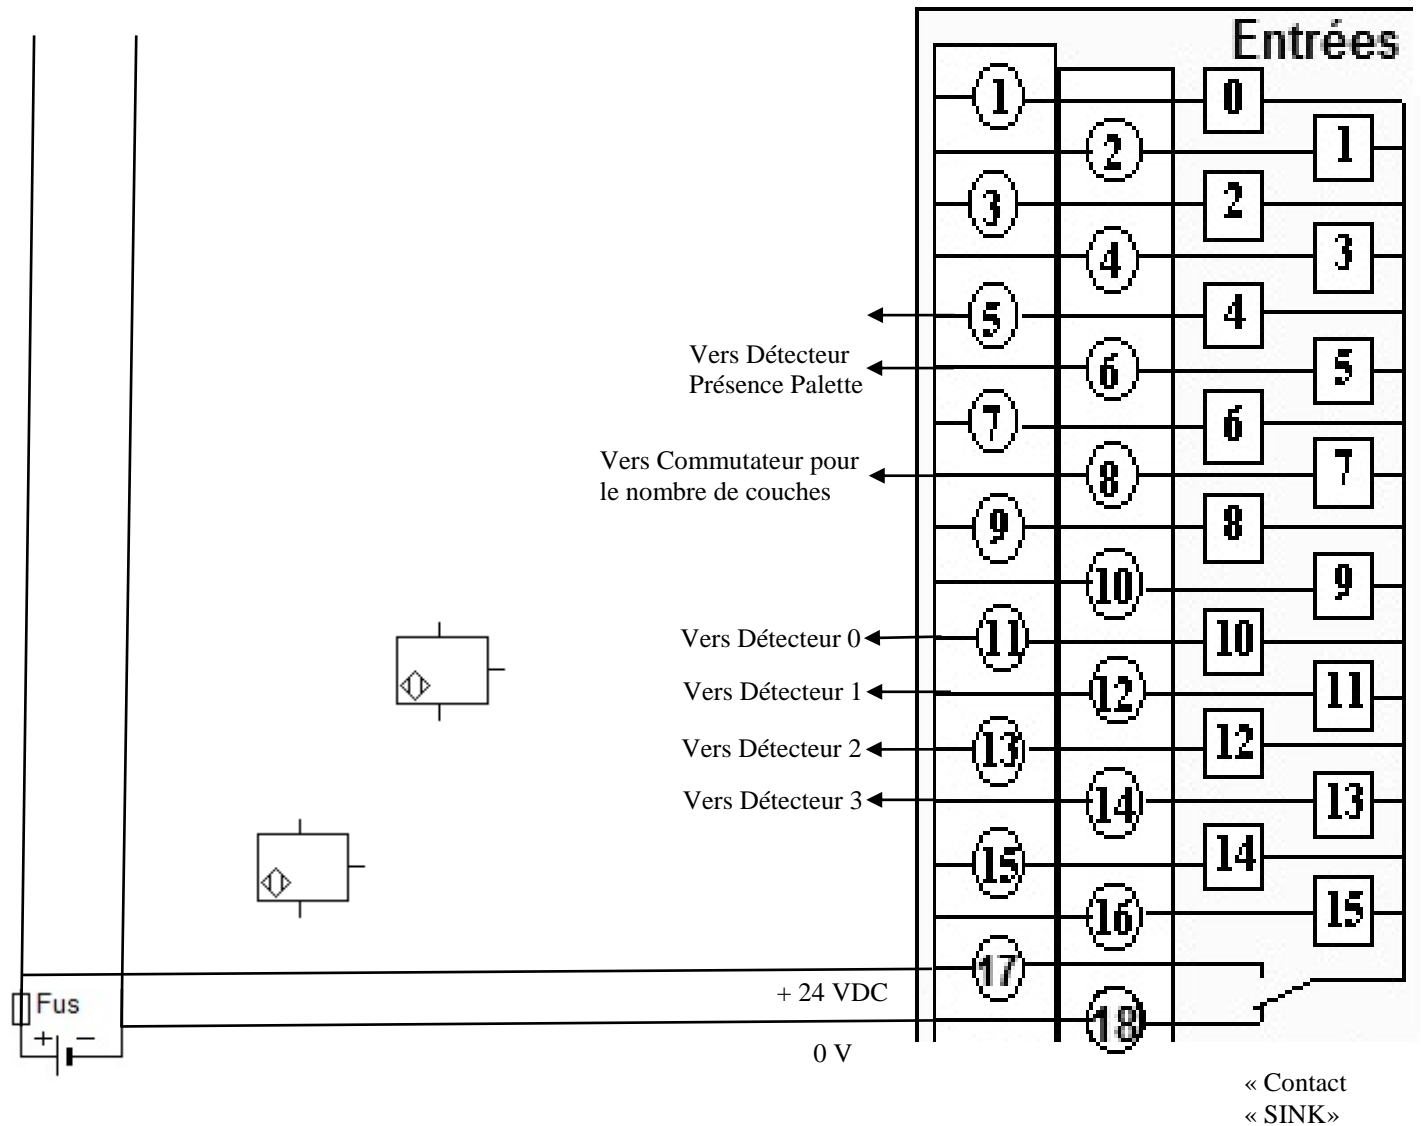 Entrées
1
0
2
1
3
2
4
3
5
4
Vers Détecteur
Présence Palette
6
5
7
6
Vers Commutateur pour
le nombre de couches
8
7
9
8
10
9
Vers Détecteur 0
11
10
Vers Détecteur 1
12
11
Vers Détecteur 2
13
12
Vers Détecteur 3
14
13
15
14
16
15
17
+ 24 VDC
Fus
18
+ −
0 V
« Contact
« SINK»